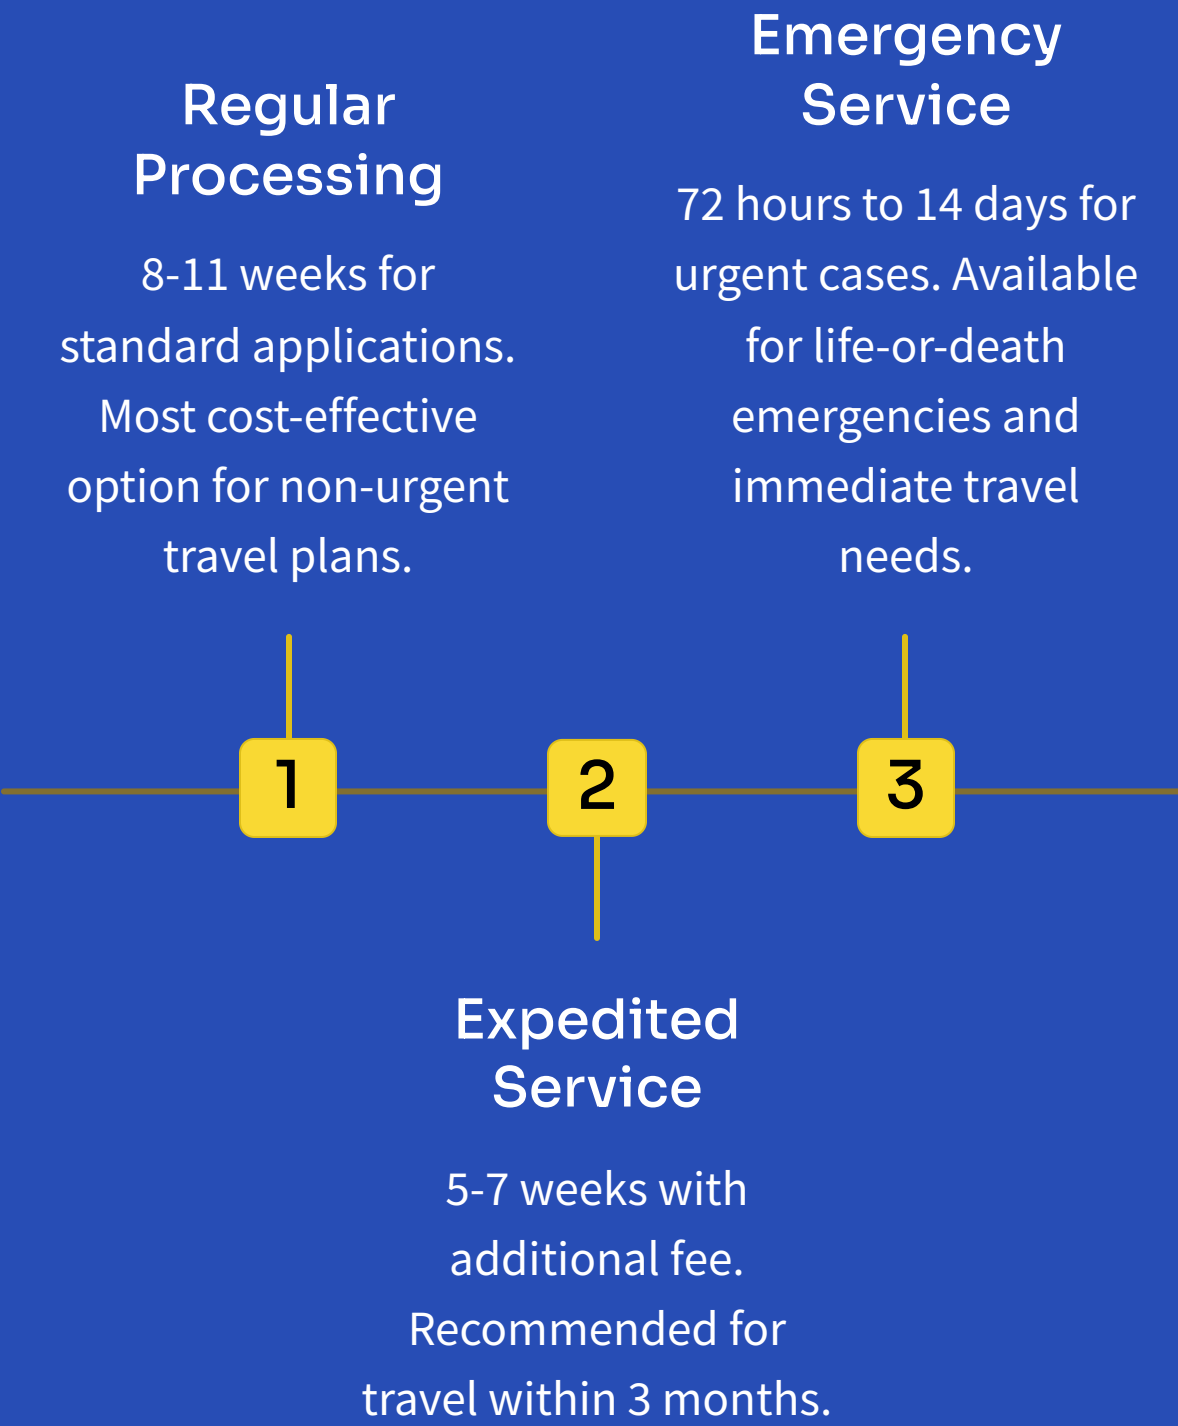 Regular
Processing
8-11 weeks for
standard applications.
Most cost-effective
option for non-urgent
travel plans.
Emergency
Service
72 hours to 14 days for
urgent cases. Available
for life-or-death
emergencies and
immediate travel
needs.
1
2
3
Expedited
Service
5-7 weeks with
additional fee.
Recommended for
travel within 3 months.